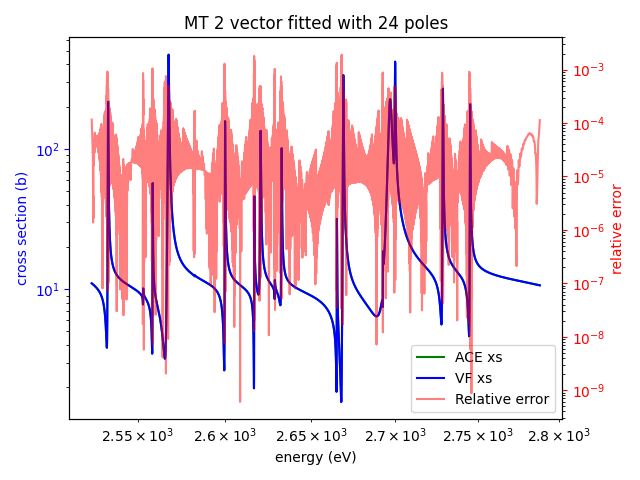 MT 2 vector fitted with 24 poles
cross section (b)
10²
10¹
relative error
10⁻³
10⁻⁴
10⁻⁵
10⁻⁶
10⁻⁷
10⁻⁸
10⁻⁹
ACE xs
VF xs
Relative error
2.55 × 10³ 2.6 × 10³ 2.65 × 10³ 2.7 × 10³ 2.75 × 10³ 2.8 × 10³
energy (eV)